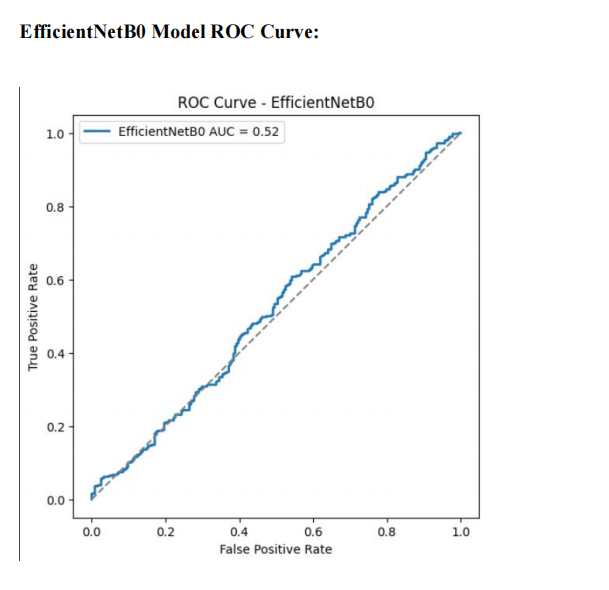 EfficientNetB0 Model ROC Curve:
ROC Curve - EfficientNetB0
EfficientNetB0 AUC = 0.52
1.0
0.8
0.6
0.4
0.2
0.0
True Positive Rate
0.0 0.2 0.4 0.6 0.8 1.0
False Positive Rate